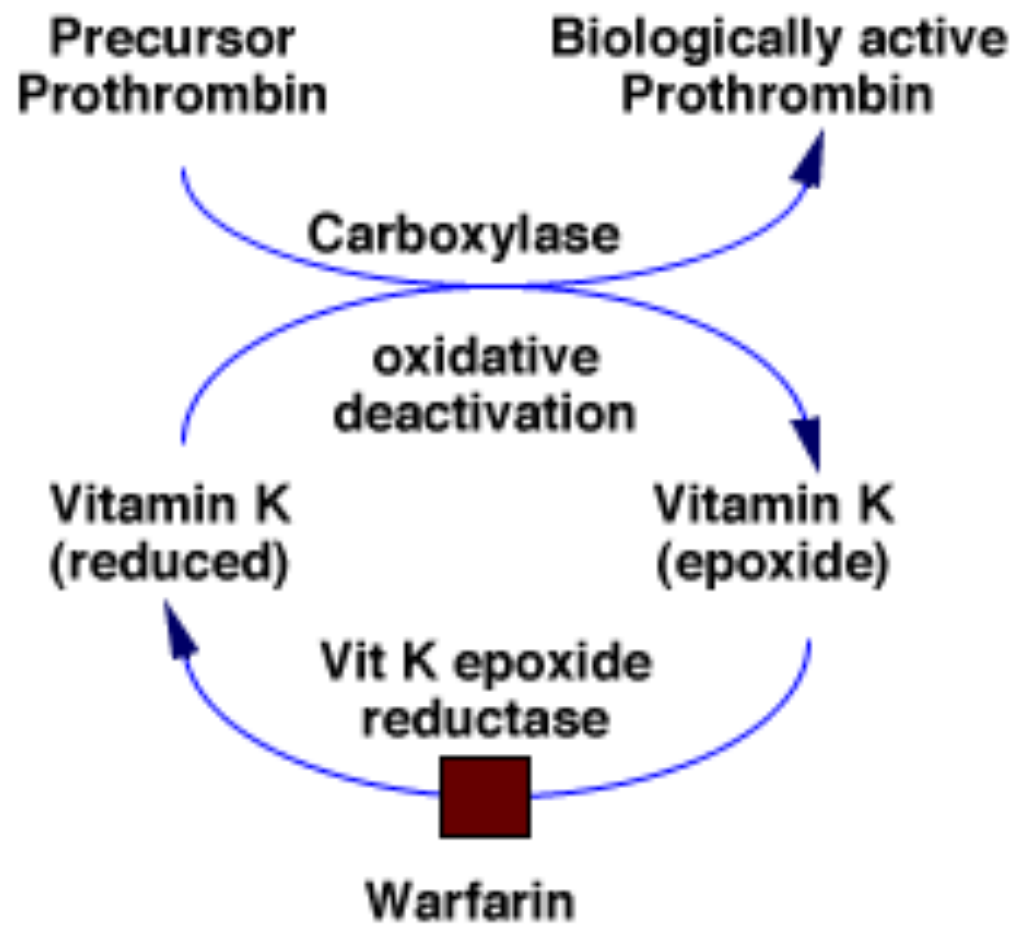 Precursor
Prothrombin
Biologically active
Prothrombin
Carboxylase
oxidative
deactivation
Vitamin K
(reduced)
Vitamin K
(epoxide)
Vit K epoxide
reductase
Warfarin